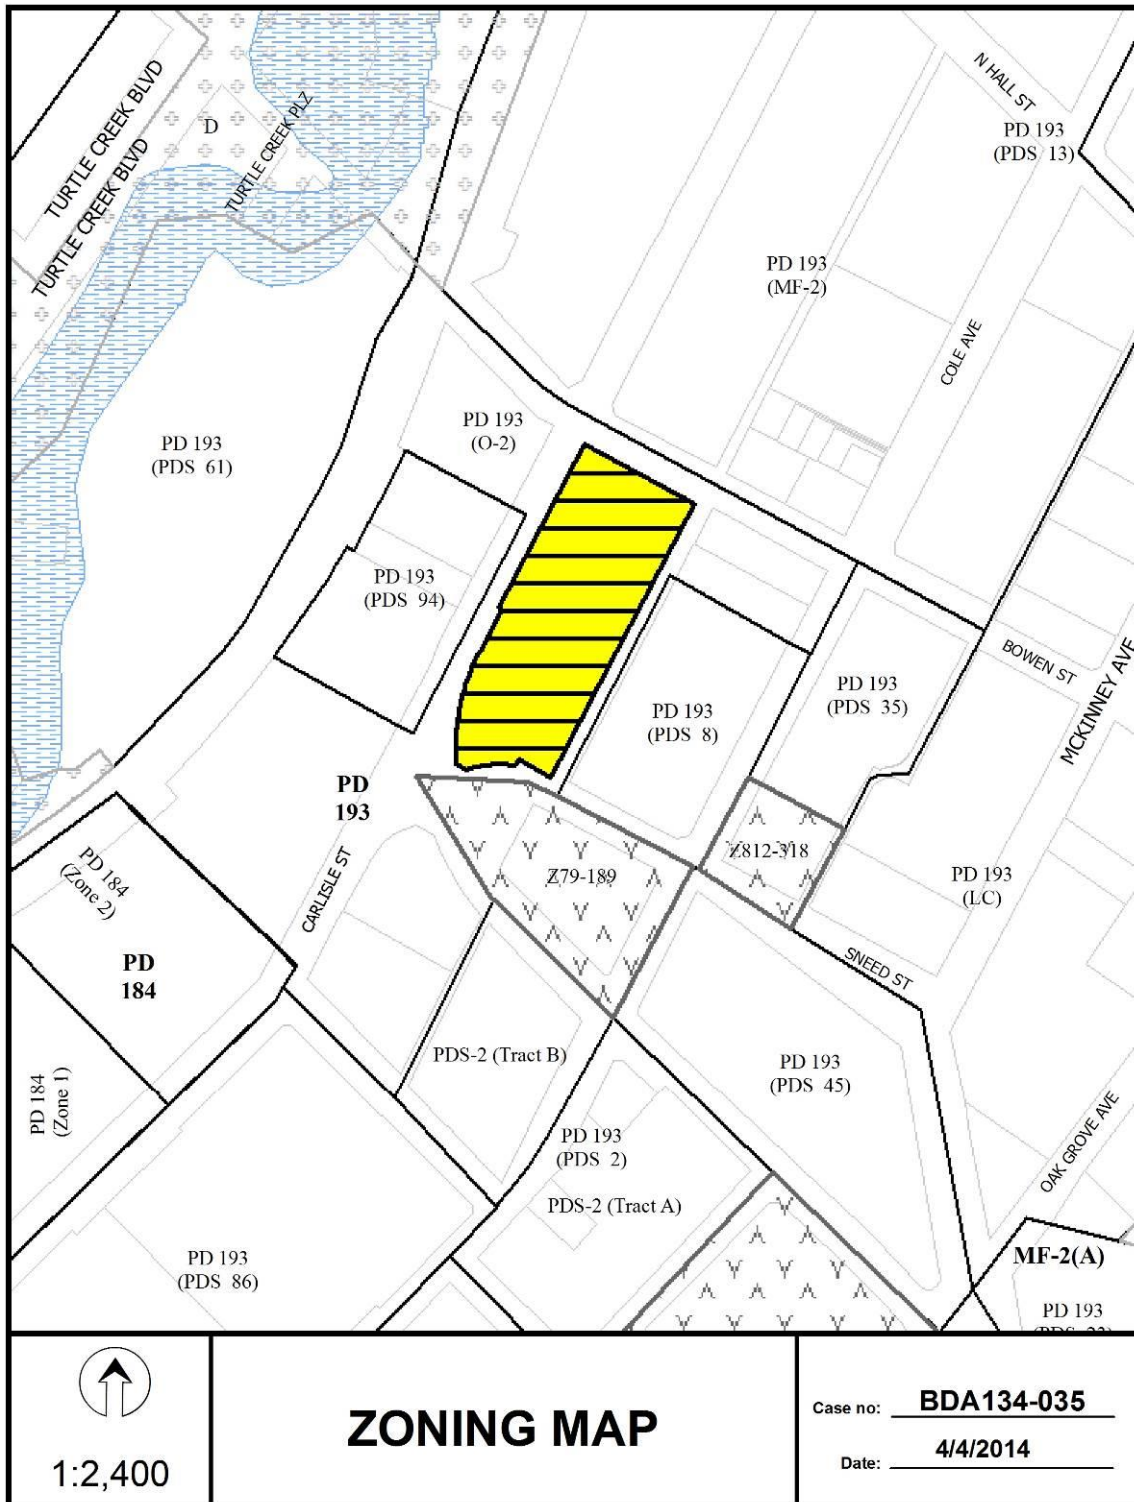 TURTLE CREEK BLVD
TURTLE CREEK BLVD
D
TURTLE CREEK PLZ
N HALL ST
PD 193
(PDS 13)
PD 193
(MF-2)
COLE AVE
PD 193
(PDS 61)
PD 193
(O-2)
PD 193
(PDS 94)
PD 193
(PDS 8)
PD 193
(PDS 35)
BOWEN ST
MCKINNEY AVE
PD
193
PD 184
(Zone 2)
CARLISLE ST
Z79-189
Z812-318
PD 193
(LC)
PD
184
SNEED ST
PDS-2 (Tract B)
PD 193
(PDS 45)
PD 184
(Zone 1)
PD 193
(PDS 2)
OAK GROVE AVE
PDS-2 (Tract A)
PD 193
(PDS 86)
MF-2(A)
PD 193
1:2,400
ZONING MAP
Case no: BDA134-035
Date: 4/4/2014